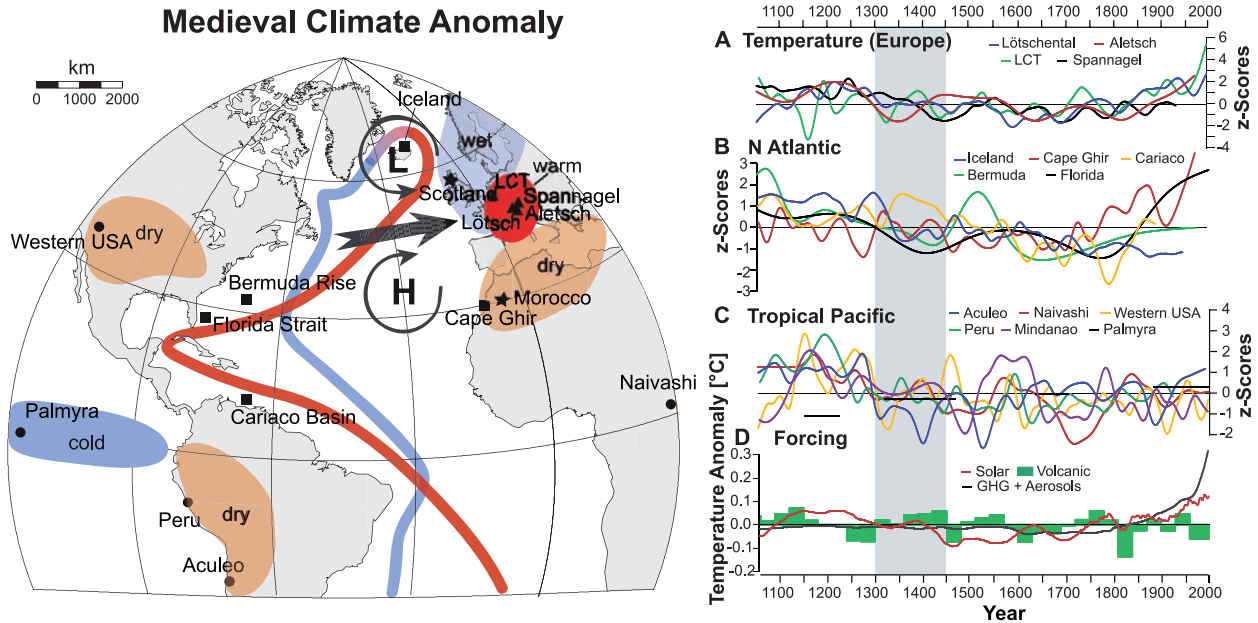 Medieval Climate Anomaly
km
0 1000 2000
Iceland
L
wet
warm
Scotland
LCT
Spannagel
Aletsch
Lötsch
Western USA
dry
dry
H
Bermuda Rise
Morocco
Cape Ghir
Florida Strait
Naivashi
Cariaco Basin
Palmyra
cold
Peru
dry
Aculeo
1100 1200 1300 1400 1500 1600 1700 1800 1900 2000
A Temperature (Europe)
Lötschental Aletsch
LCT Spannagel
6
4
2
0
-2
-4
z-Scores
B N Atlantic
Iceland Cape Ghir Cariaco
Bermuda Florida
3
2
1
0
-1
-2
-3
z-Scores
C Tropical Pacific
Aculeo Naivashi Western USA
Peru Mindanao Palmyra
4
3
2
1
0
-1
-2
z-Scores
D Forcing
Solar Volcanic
GHG + Aerosols
Temperature Anomaly [°C]
0.3
0.2
0.1
0.0
-0.1
-0.2
1100 1200 1300 1400 1500 1600 1700 1800 1900 2000
Year